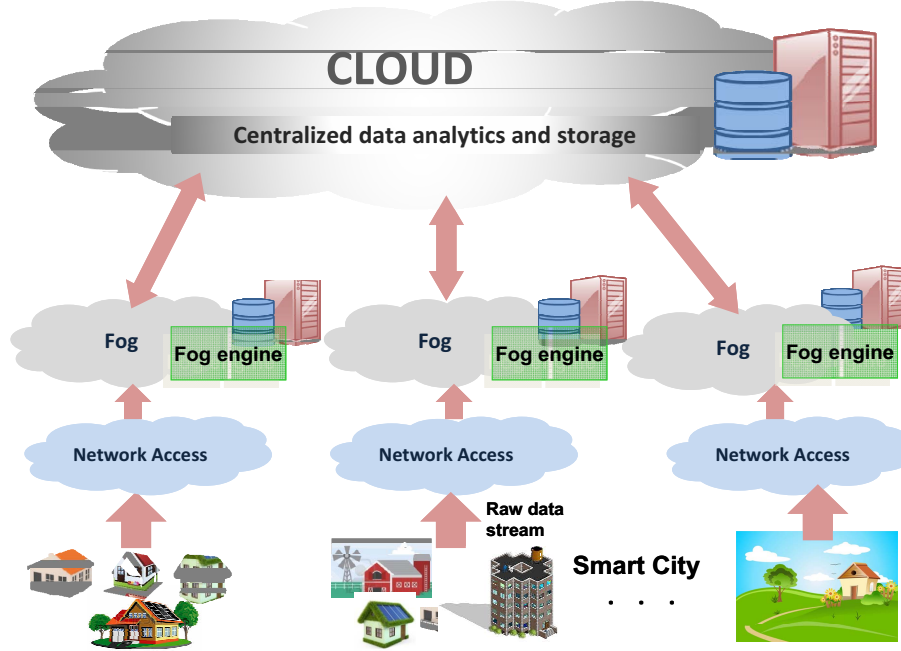 CLOUD
Centralized data analytics and storage
Fog
Fog engine
Fog
Fog engine
Fog
Fog engine
Network Access
Network Access
Network Access
Raw data
stream
Smart City
. . .